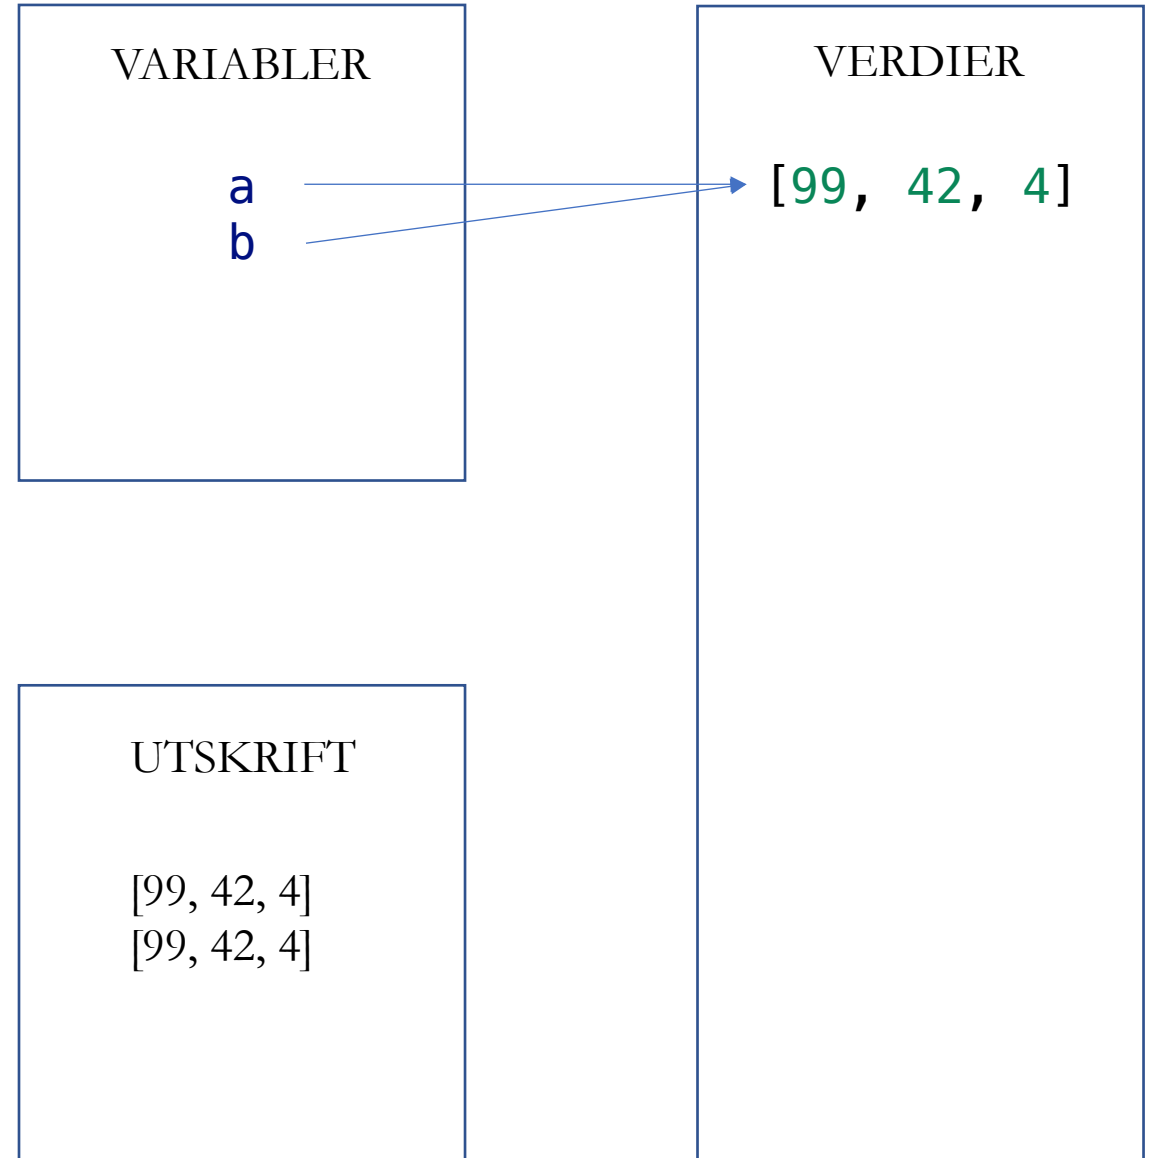 VARIABLER
a
b
VERDIER
[99, 42, 4]
UTSKRIFT
[99, 42, 4]
[99, 42, 4]